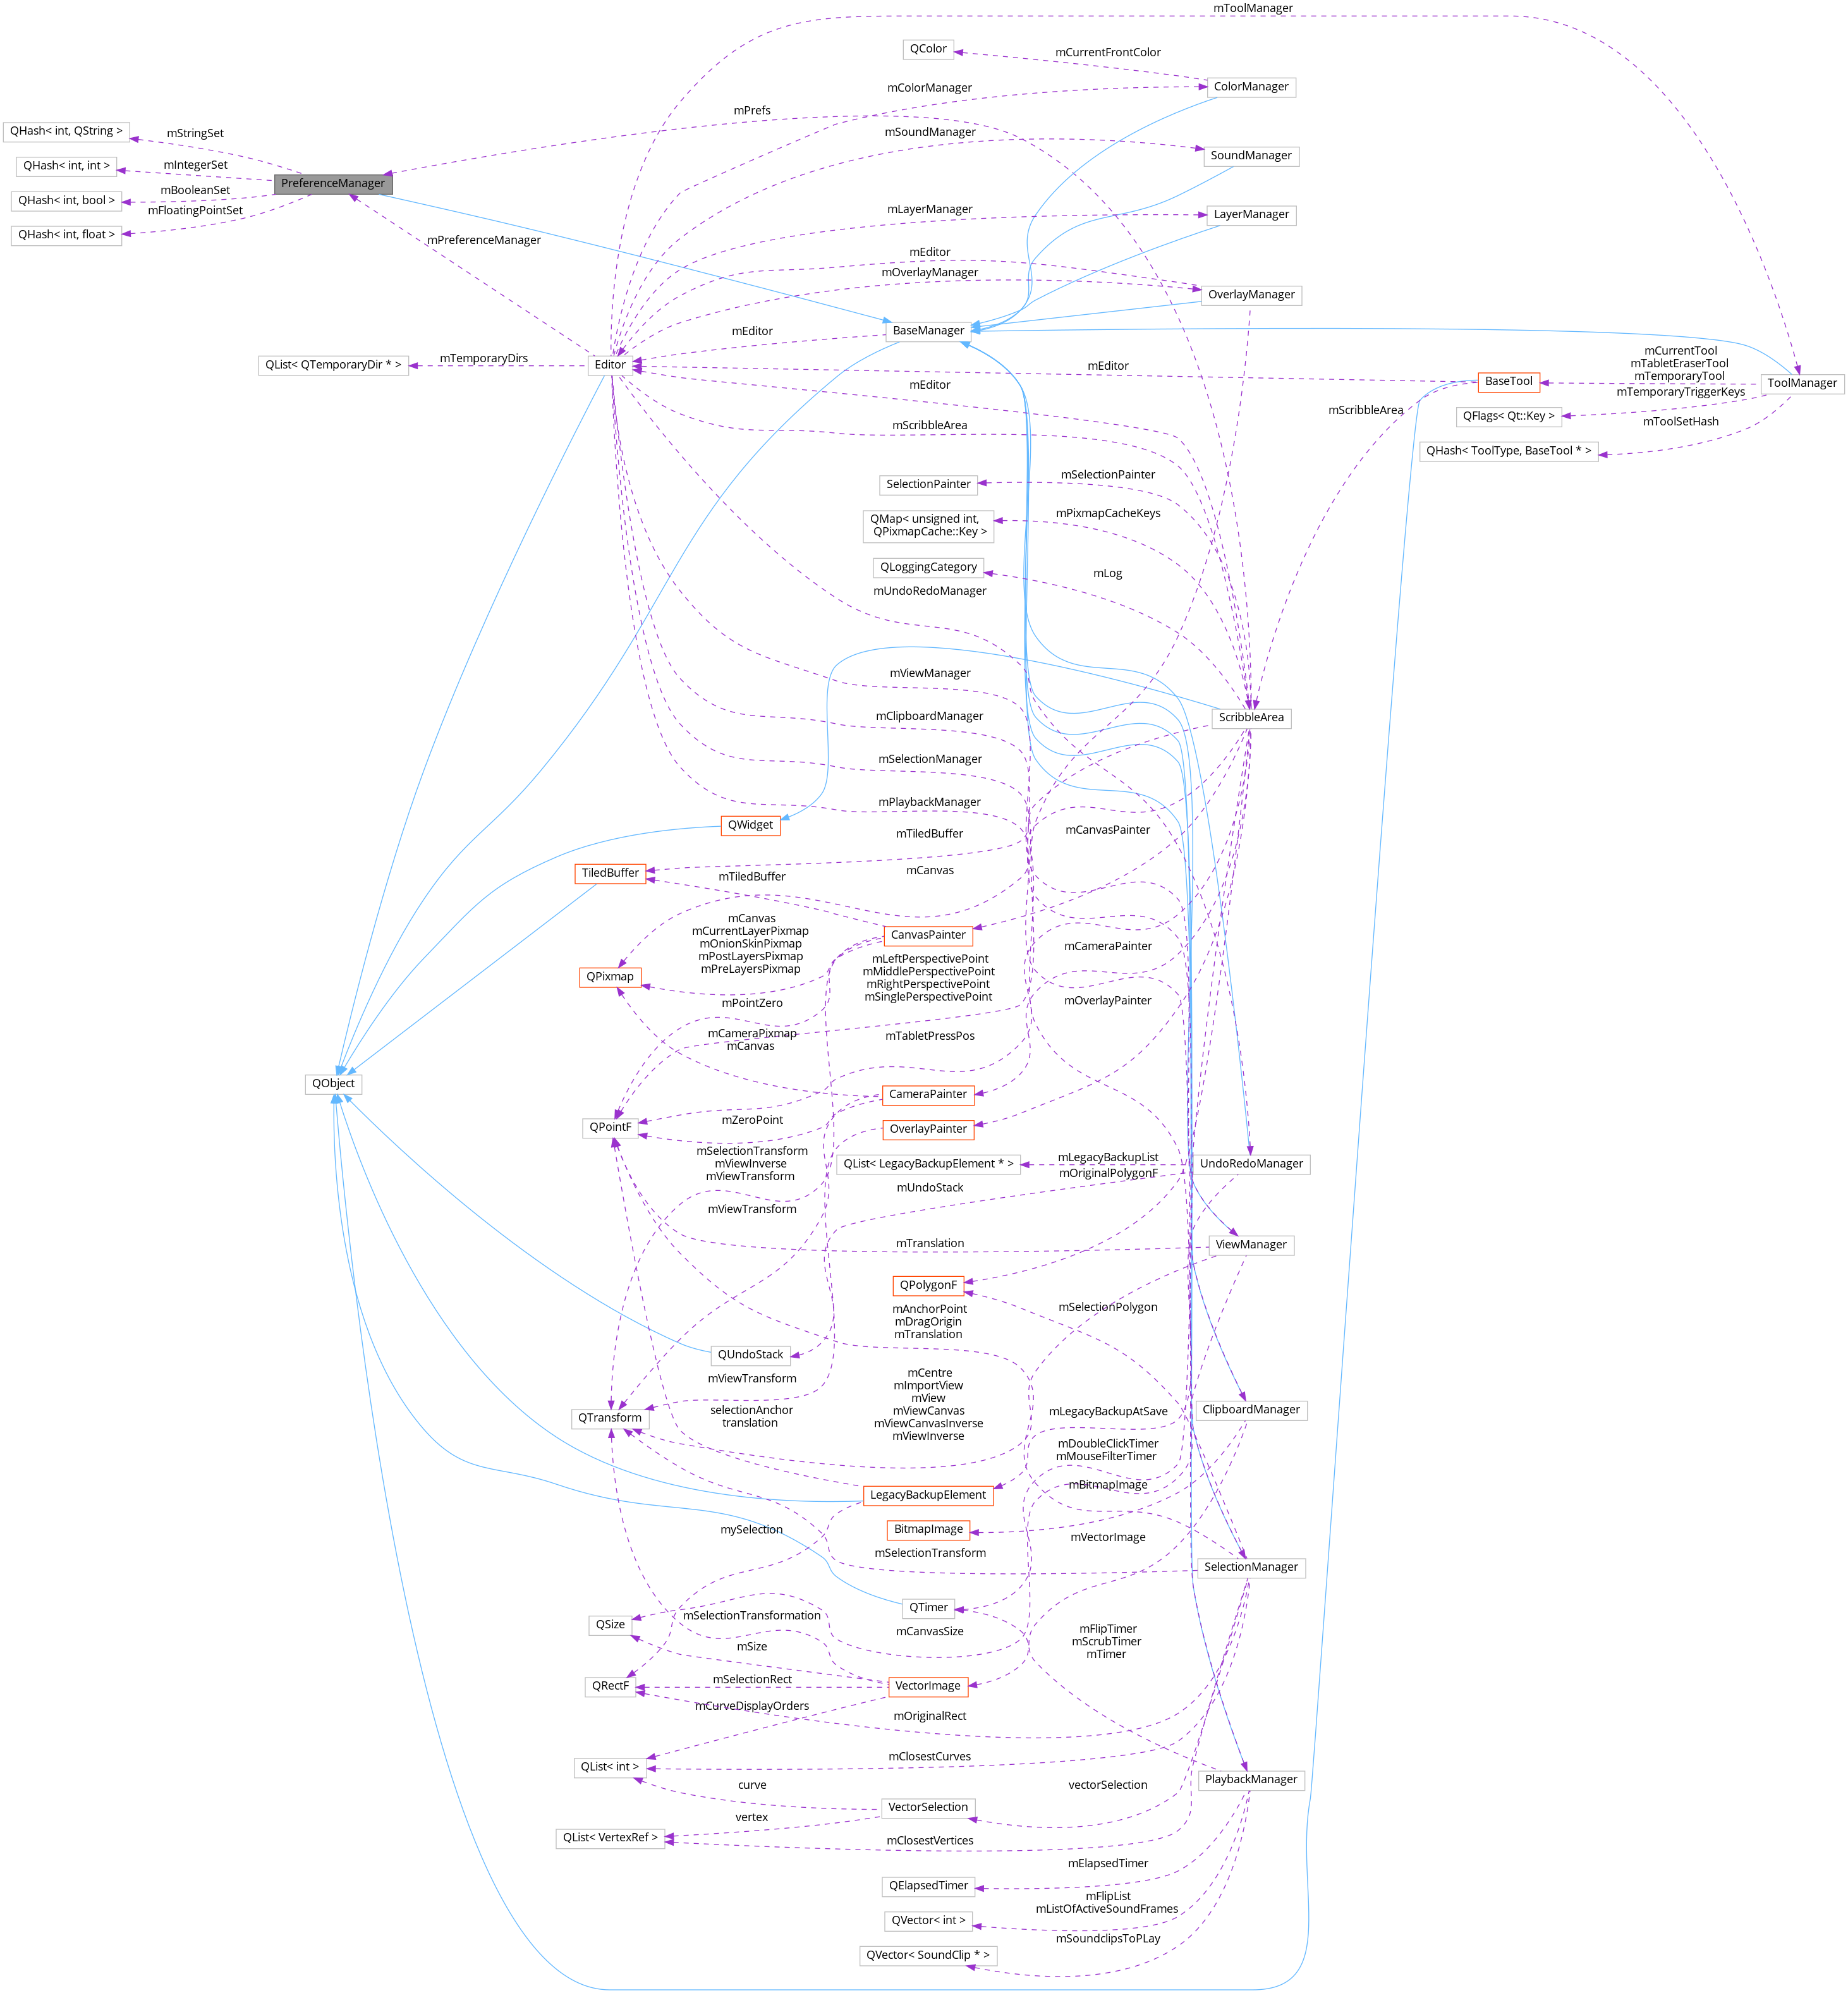 mToolManager
QColor
mCurrentFrontColor
ColorManager
mColorManager
mPrefs
QHash< int, QString >
mStringSet
mSoundManager
SoundManager
QHash< int, int >
mIntegerSet
PreferenceManager
QHash< int, bool >
mBooleanSet
mFloatingPointSet
QHash< int, float >
mLayerManager
LayerManager
mPreferenceManager
mEditor
mOverlayManager
OverlayManager
mEditor
BaseManager
QList< QTemporaryDir * >
mTemporaryDirs
Editor
mEditor
mEditor
BaseTool
mCurrentTool
mTabletEraserTool
mTemporaryTool
ToolManager
mTemporaryTriggerKeys
QFlags< Qt::Key >
mScribbleArea
mScribbleArea
mToolSetHash
QHash< ToolType, BaseTool * >
SelectionPainter
mSelectionPainter
QMap< unsigned int,
QPixmapCache::Key >
mPixmapCacheKeys
QLoggingCategory
mLog
mUndoRedoManager
mViewManager
mClipboardManager
ScribbleArea
mSelectionManager
mPlaybackManager
QWidget
mTiledBuffer
mCanvasPainter
TiledBuffer
mTiledBuffer
mCanvas
mCanvas
mCurrentLayerPixmap
mOnionSkinPixmap
mPostLayersPixmap
mPreLayersPixmap
CanvasPainter
mCameraPainter
QPixmap
mLeftPerspectivePoint
mMiddlePerspectivePoint
mRightPerspectivePoint
mSinglePerspectivePoint
mPointZero
mOverlayPainter
mCameraPixmap
mCanvas
mTabletPressPos
QObject
CameraPainter
QPointF
mZeroPoint
OverlayPainter
mSelectionTransform
mViewInverse
mViewTransform
QList< LegacyBackupElement * >
mLegacyBackupList
UndoRedoManager
mOriginalPolygonF
mUndoStack
mViewTransform
mTranslation
ViewManager
QPolygonF
mAnchorPoint
mDragOrigin
mTranslation
mSelectionPolygon
QUndoStack
mViewTransform
mCentre
mImportView
mView
mViewCanvas
mViewCanvasInverse
mViewInverse
QTransform
selectionAnchor
translation
mLegacyBackupAtSave
ClipboardManager
mDoubleClickTimer
mMouseFilterTimer
mBitmapImage
LegacyBackupElement
mySelection
BitmapImage
mVectorImage
mSelectionTransform
SelectionManager
QTimer
QSize
mSelectionTransformation
mCanvasSize
mFlipTimer
mScrubTimer
mTimer
mSize
QRectF
mSelectionRect
VectorImage
mCurveDisplayOrders
mOriginalRect
mClosestCurves
QList< int >
curve
vectorSelection
PlaybackManager
VectorSelection
vertex
QList< VertexRef >
mClosestVertices
mElapsedTimer
QElapsedTimer
mFlipList
mListOfActiveSoundFrames
QVector< int >
mSoundclipsToPLay
QVector< SoundClip * >